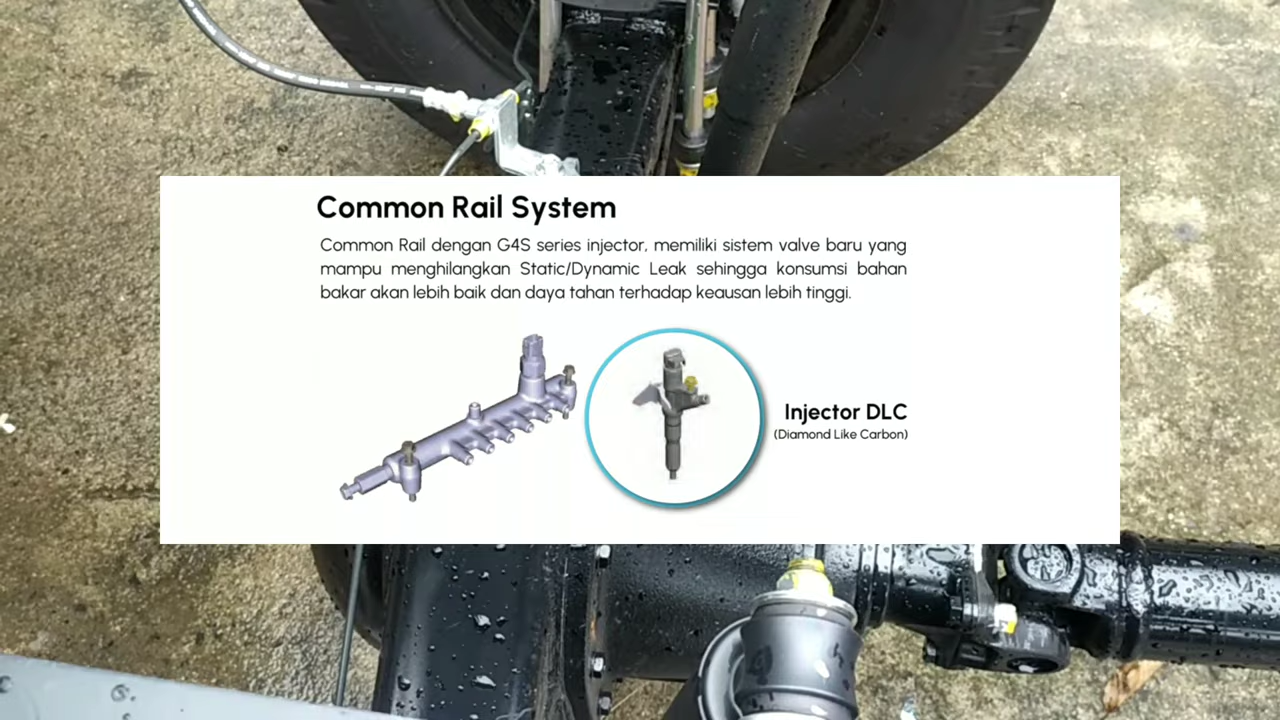 Common Rail System
Common Rail dengan G4S series injector, memiliki sistem valve baru yang
mampu menghilangkan Static/Dynamic Leak sehingga konsumsi bahan
bakar akan lebih baik dan daya tahan terhadap keausan lebih tinggi.
Injector DLC
(Diamond Like Carbon)